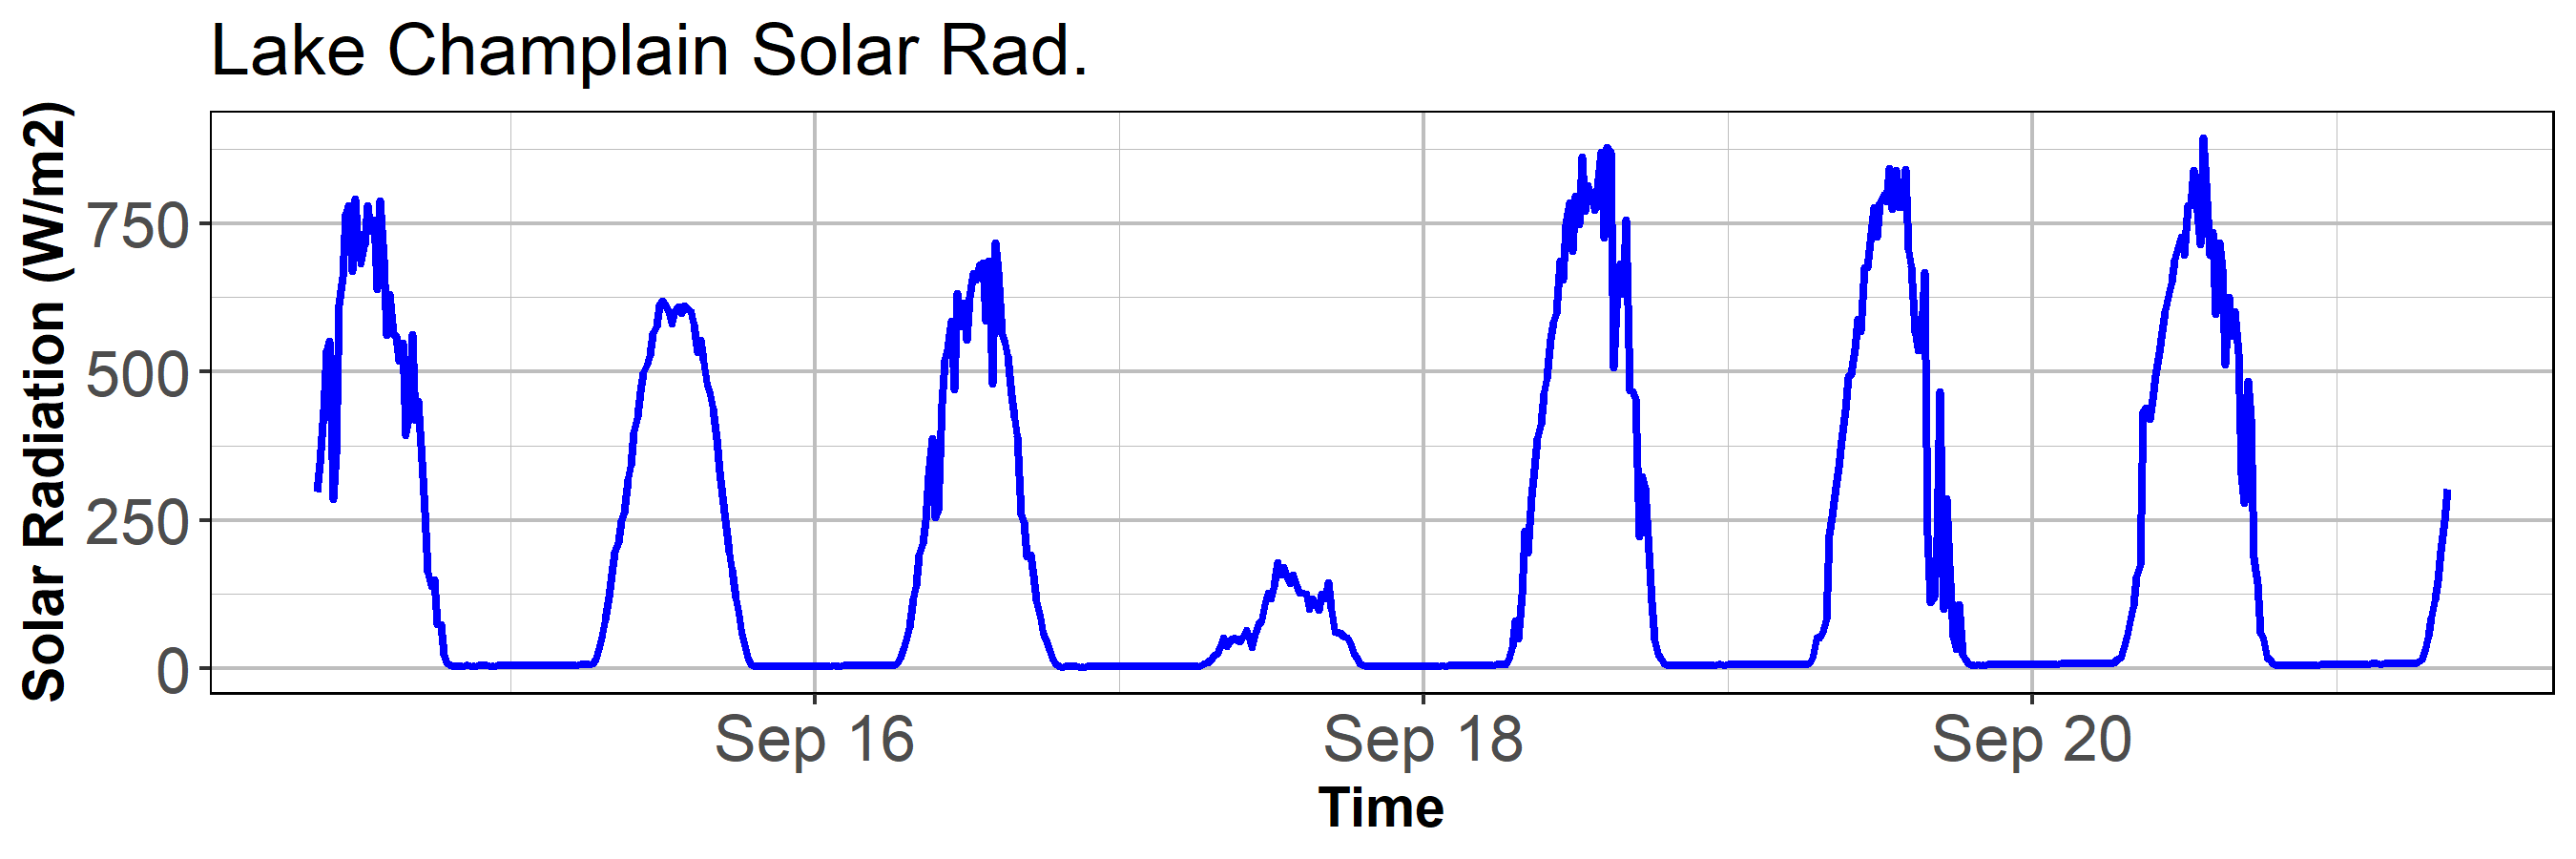 Lake Champlain Solar Rad.
Solar Radiation (W/m2)
750
500
250
0
Sep 16
Sep 18
Sep 20
Time